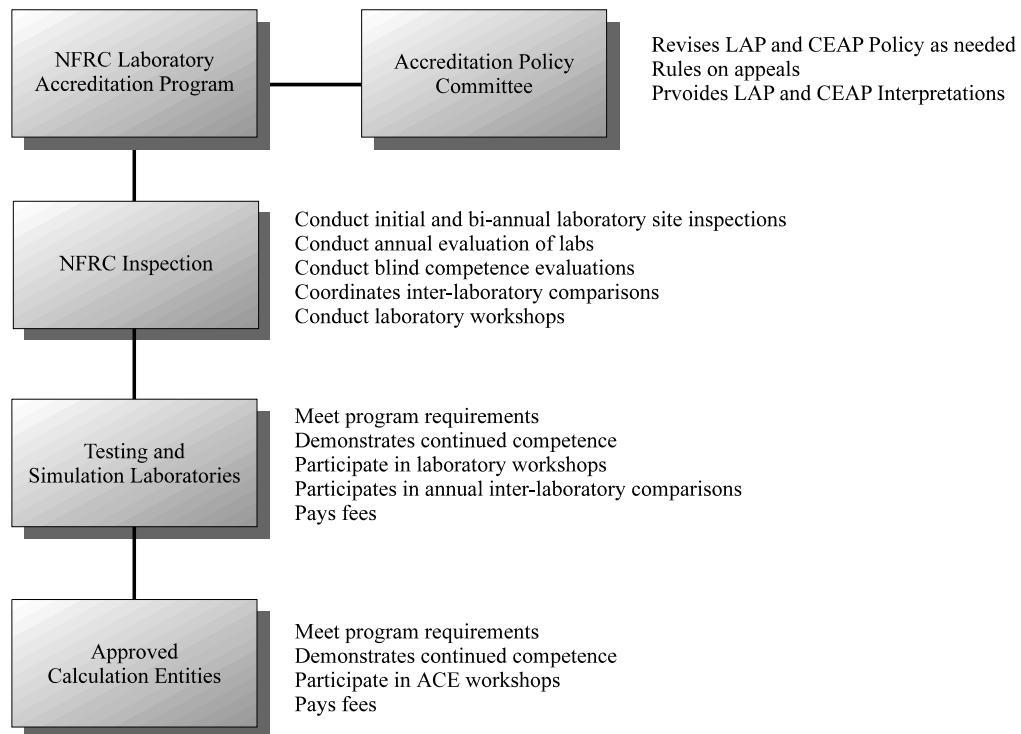 NFRC Laboratory
Accreditation Program
Accreditation Policy
Committee
Revises LAP and CEAP Policy as needed
Rules on appeals
Prvoides LAP and CEAP Interpretations
NFRC Inspection
Conduct initial and bi-annual laboratory site inspections
Conduct annual evaluation of labs
Conduct blind competence evaluations
Coordinates inter-laboratory comparisons
Conduct laboratory workshops
Testing and
Simulation Laboratories
Meet program requirements
Demonstrates continued competence
Participate in laboratory workshops
Participates in annual inter-laboratory comparisons
Pays fees
Approved
Calculation Entities
Meet program requirements
Demonstrates continued competence
Participate in ACE workshops
Pays fees